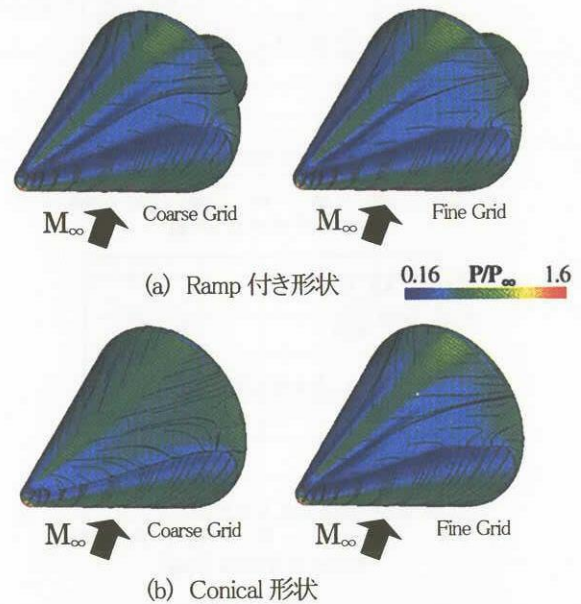 M∞ Coarse Grid
M∞ Fine Grid
(a) Ramp 付き形状
0.16 P/P∞ 1.6
M∞ Coarse Grid
M∞ Fine Grid
(b) Conical 形状